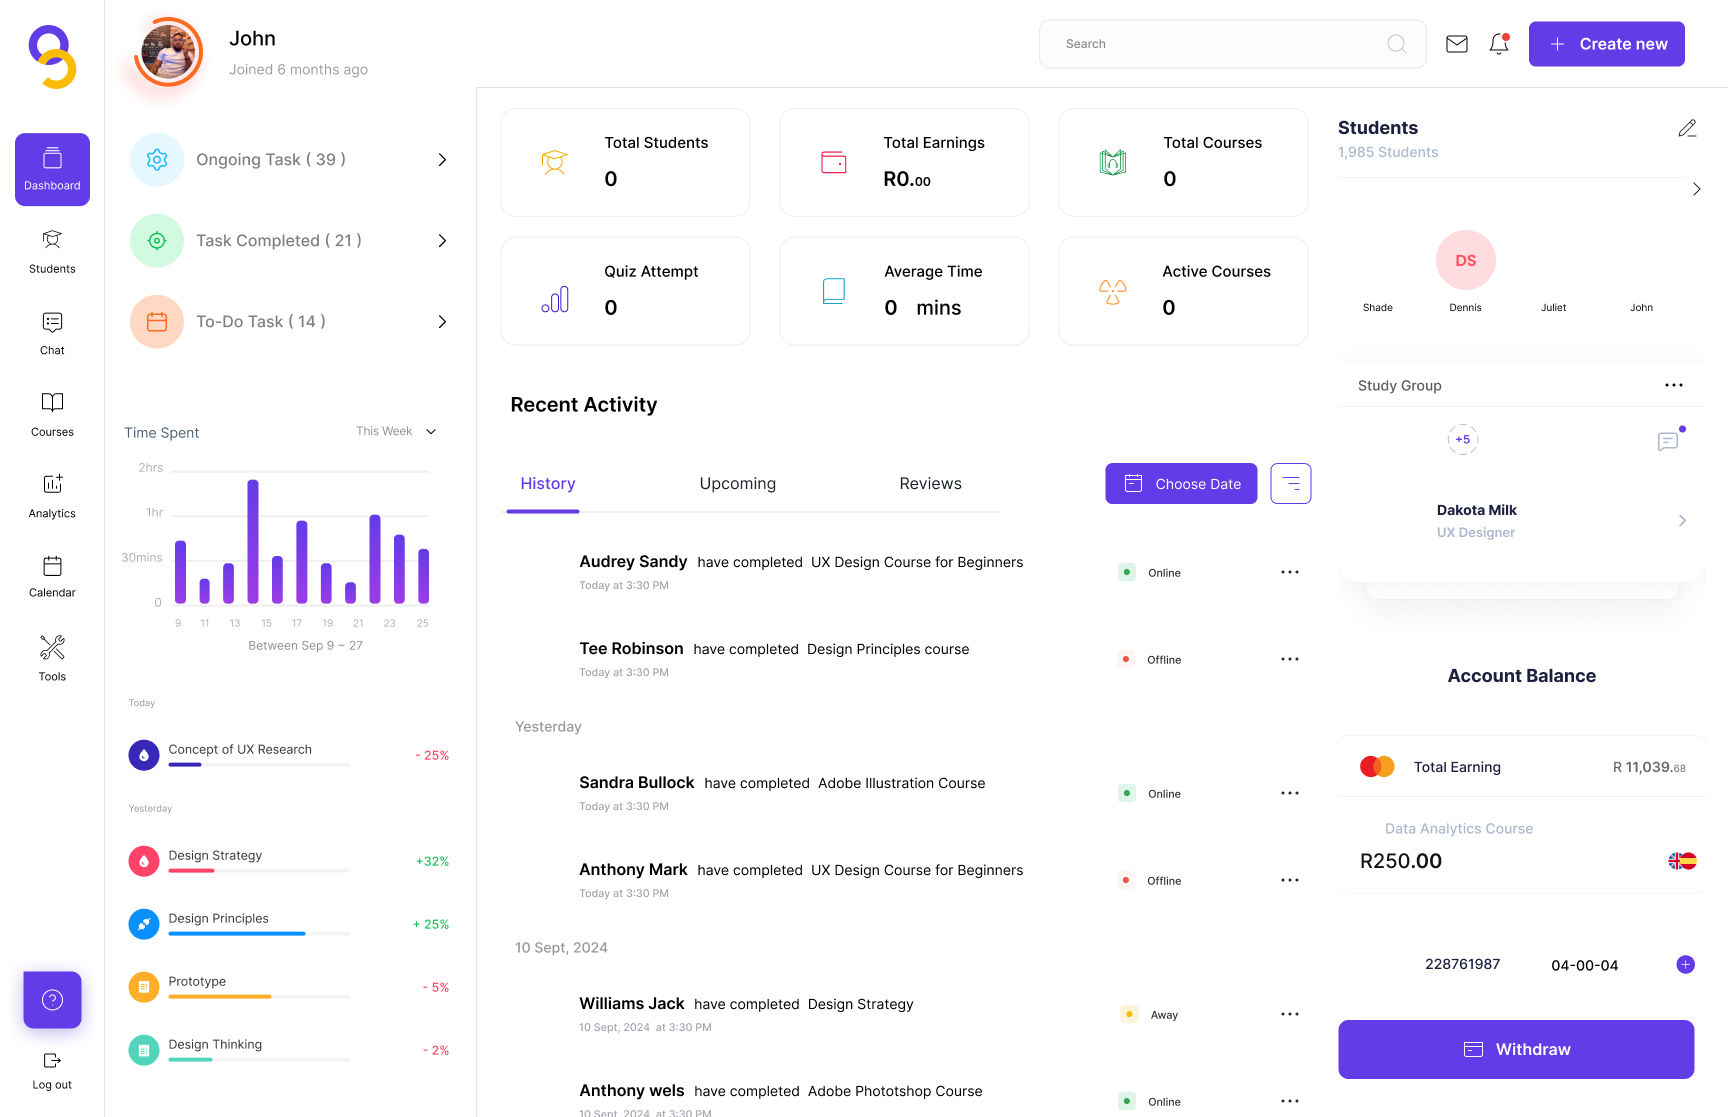 John
Joined 6 months ago
Search
Create new
Dashboard
Students
Chat
Courses
Analytics
Calendar
Tools
Log out
Ongoing Task ( 39 )
Task Completed ( 21 )
To-Do Task ( 14 )
Time Spent
This Week
2hrs
1hr
30mins
0
9 11 13 15 17 19 21 23 25
Between Sep 9 ~ 27
Today
Concept of UX Research
- 25%
Yesterday
Design Strategy
+32%
Design Principles
+ 25%
Prototype
- 5%
Design Thinking
- 2%
Total Students
0
Total Earnings
R0.00
Total Courses
0
Quiz Attempt
0
Average Time
0 mins
Active Courses
0
Recent Activity
History
Upcoming
Reviews
Choose Date
Audrey Sandy have completed UX Design Course for Beginners
Today at 3:30 PM
Online
Tee Robinson have completed Design Principles course
Today at 3:30 PM
Offline
Yesterday
Sandra Bullock have completed Adobe Illustration Course
Today at 3:30 PM
Online
Anthony Mark have completed UX Design Course for Beginners
Today at 3:30 PM
Offline
10 Sept, 2024
Williams Jack have completed Design Strategy
10 Sept, 2024 at 3:30 PM
Away
Anthony wels have completed Adobe Phototshop Course
10 Sept, 2024 at 3:30 PM
Online
Students
1,985 Students
DS
Shade
Dennis
Juliet
John
Study Group
+5
Dakota Milk
UX Designer
Account Balance
Total Earning
R 11,039.68
Data Analytics Course
R250.00
228761987
04-00-04
Withdraw